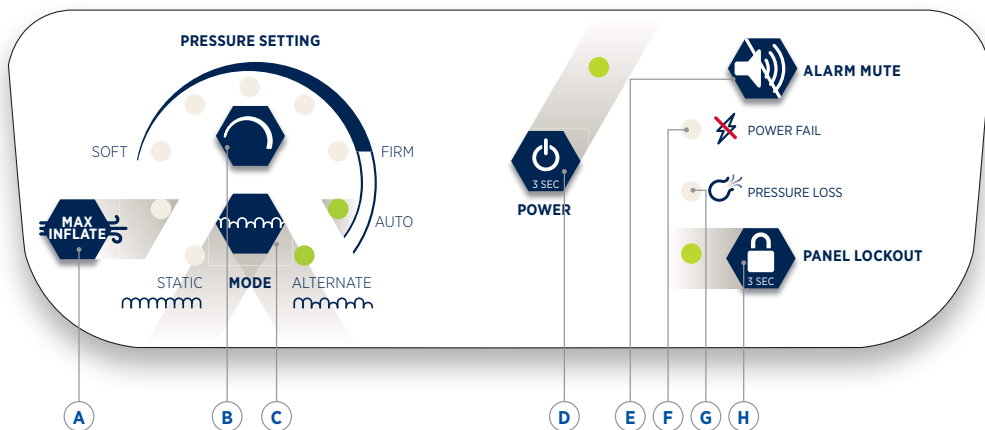 PRESSURE SETTING
SOFT
FIRM
AUTO
MAX
INFLATE
STATIC
MODE
ALTERNATE
3 SEC
POWER
ALARM MUTE
POWER FAIL
PRESSURE LOSS
PANEL LOCKOUT
3 SEC
A
B
C
D
E
F
G
H